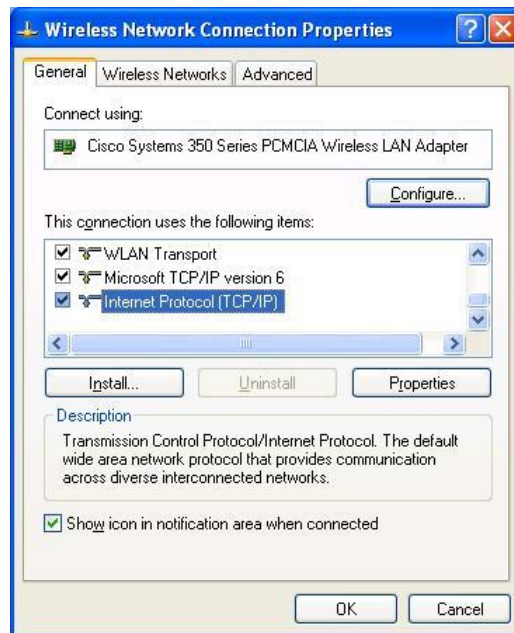 Wireless Network Connection Properties
General Wireless Networks Advanced
Connect using:
Cisco Systems 350 Series PCMCIA Wireless LAN Adapter
Configure...
This connection uses the following items:
WLAN Transport
Microsoft TCP/IP version 6
Internet Protocol (TCP/IP)
Install... Uninstall Properties
Description
Transmission Control Protocol/Internet Protocol. The default
wide area network protocol that provides communication
across diverse interconnected networks.
Show icon in notification area when connected
OK Cancel